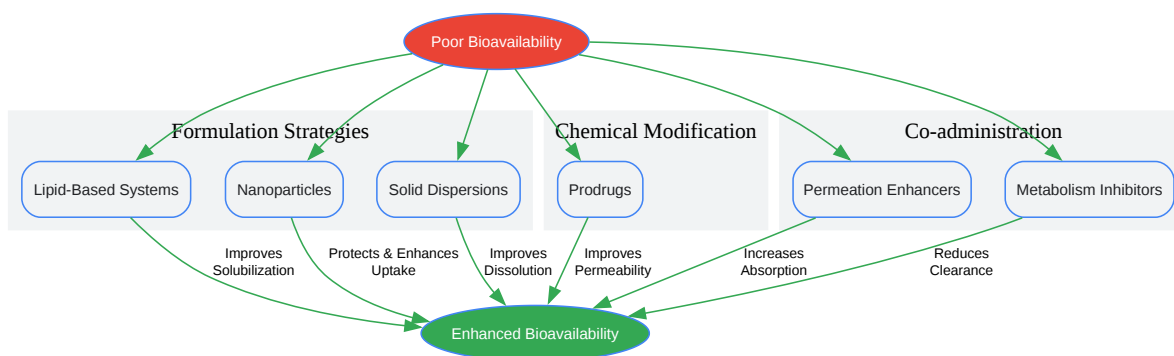 Poor Bioavailability
Formulation Strategies
Chemical Modification
Co-administration
Lipid-Based Systems
Nanoparticles
Solid Dispersions
Prodrugs
Permeation Enhancers
Metabolism Inhibitors
Improves
Solubilization
Protects & Enhances
Uptake
Improves
Dissolution
Improves
Permeability
Increases
Absorption
Reduces
Clearance
Enhanced Bioavailability